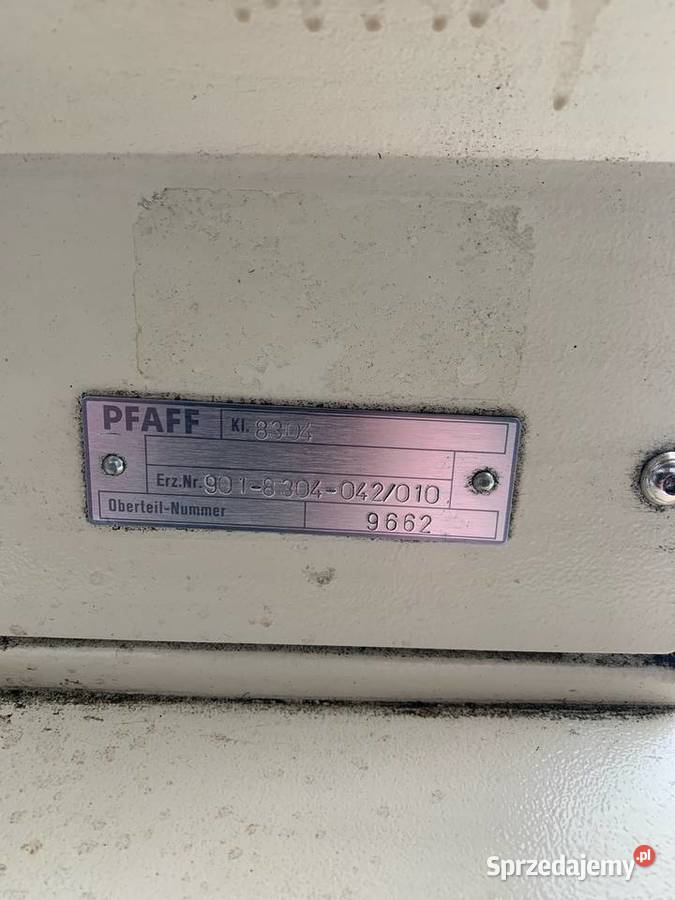 PFAFF Kl. 8304
Erz.Nr. 901-8304-042/010
Oberteil-Nummer 9662
Sprzedajemy.pl